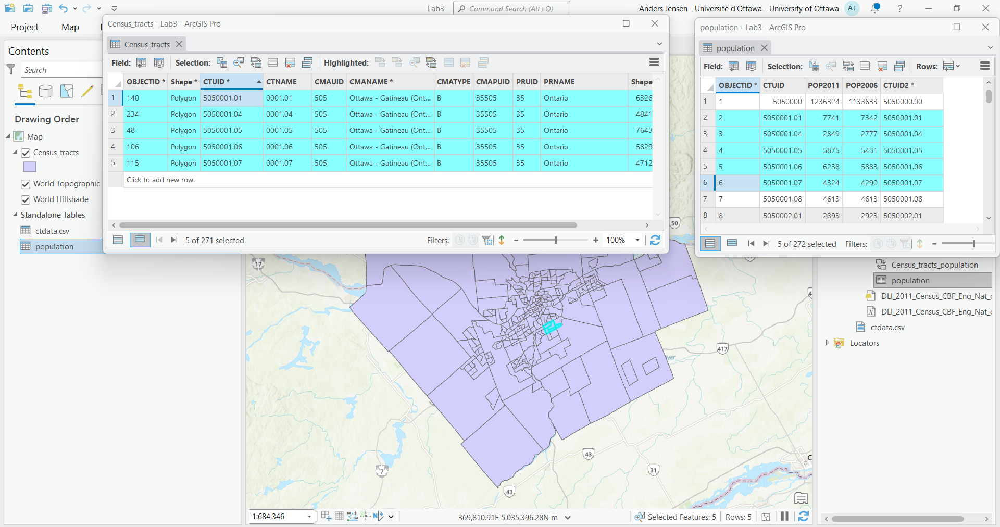 Lab3
Command Search (Alt+Q)
Anders Jensen - Université d'Ottawa - University of Ottawa
AJ
?
Project
Map
Census_tracts - Lab3 - ArcGIS Pro
Census_tracts
Field:
Selection:
Highlighted:
OBJECTID * Shape * CTUID * CTNAME CMAUID CMANAME * CMATYPE CMAPUID PRUID PRNAME Shape
1 140 Polygon 5050001.01 0001.01 505 Ottawa - Gatineau (Ont... B 35505 35 Ontario 6326
2 234 Polygon 5050001.04 0001.04 505 Ottawa - Gatineau (Ont... B 35505 35 Ontario 4841
3 48 Polygon 5050001.05 0001.05 505 Ottawa - Gatineau (Ont... B 35505 35 Ontario 7643
4 106 Polygon 5050001.06 0001.06 505 Ottawa - Gatineau (Ont... B 35505 35 Ontario 5829
5 115 Polygon 5050001.07 0001.07 505 Ottawa - Gatineau (Ont... B 35505 35 Ontario 4712
Click to add new row.
5 of 271 selected
Filters:
100%
population - Lab3 - ArcGIS Pro
population
Field:
Selection:
Rows:
OBJECTID * CTUID POP2011 POP2006 CTUID2 *
1 1 5050000 1236324 1133633 5050000.00
2 2 5050001.01 7741 7342 5050001.01
3 3 5050001.04 2849 2777 5050001.04
4 4 5050001.05 5875 5431 5050001.05
5 5 5050001.06 6238 5883 5050001.06
6 6 5050001.07 4324 4290 5050001.07
7 7 5050001.08 4613 4613 5050001.08
8 8 5050002.01 2893 2923 5050002.01
5 of 272 selected
Filters:
Contents
Search
Drawing Order
Map
Census_tracts
World Topographic
World Hillshade
Standalone Tables
ctdata.csv
population
Census_tracts_population
population
DLI_2011_Census_CBF_Eng_Nat_
DLI_2011_Census_CBF_Eng_Nat_
ctdata.csv
Locators
50
17
417
43
31
7
43
1:684,346
369,810.91E 5,035,396.28N m
Selected Features: 5
Rows: 5